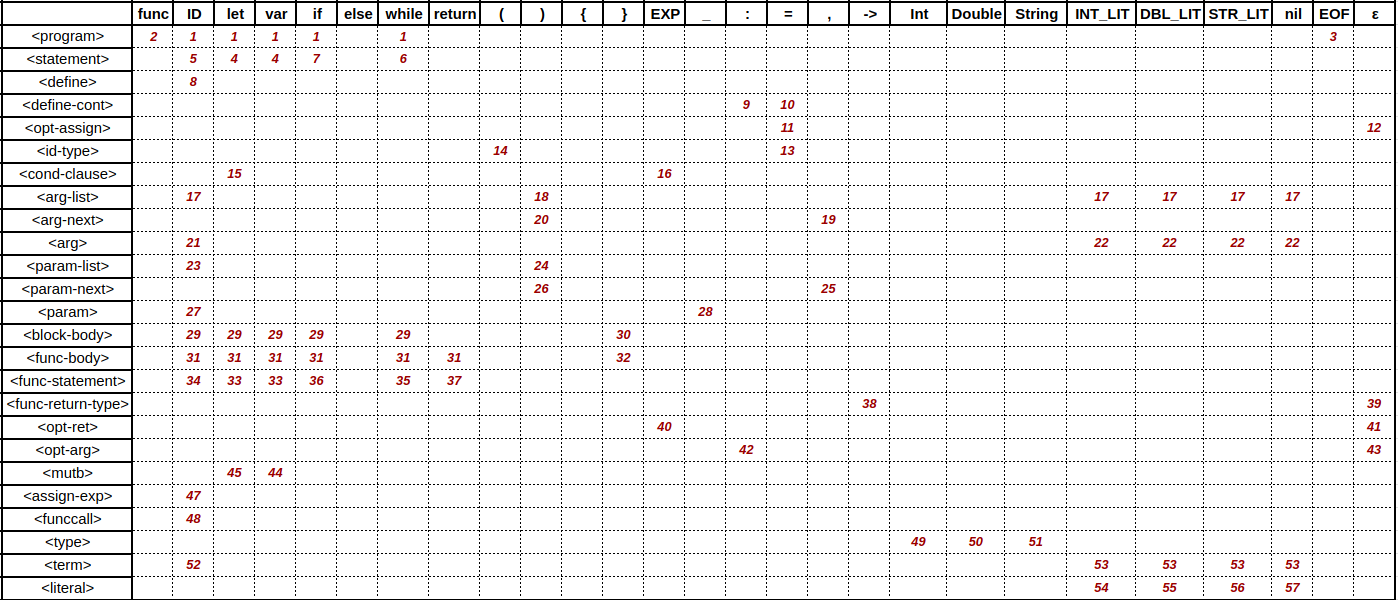 func ID let var if else while return ( ) { } EXP _ : = , -> Int Double String INT_LIT DBL_LIT STR_LIT nil EOF ε
<program> 2 1 1 1 1 1 3
<statement> 5 4 4 7 6
<define> 8
<define-cont> 9 10
<opt-assign> 11 12
<id-type> 14 13
<cond-clause> 15 16
<arg-list> 17 18 17 17 17 17
<arg-next> 20 19
<arg> 21 22 22 22 22
<param-list> 23 24
<param-next> 26 25
<param> 27 28
<block-body> 29 29 29 29 29 30
<func-body> 31 31 31 31 31 31 32
<func-statement> 34 33 33 36 35 37
<func-return-type> 38 39
<opt-ret> 40 41
<opt-arg> 42 43
<mutb> 45 44
<assign-exp> 47
<funccall> 48
<type> 49 50 51
<term> 52 53 53 53 53
<literal> 54 55 56 57